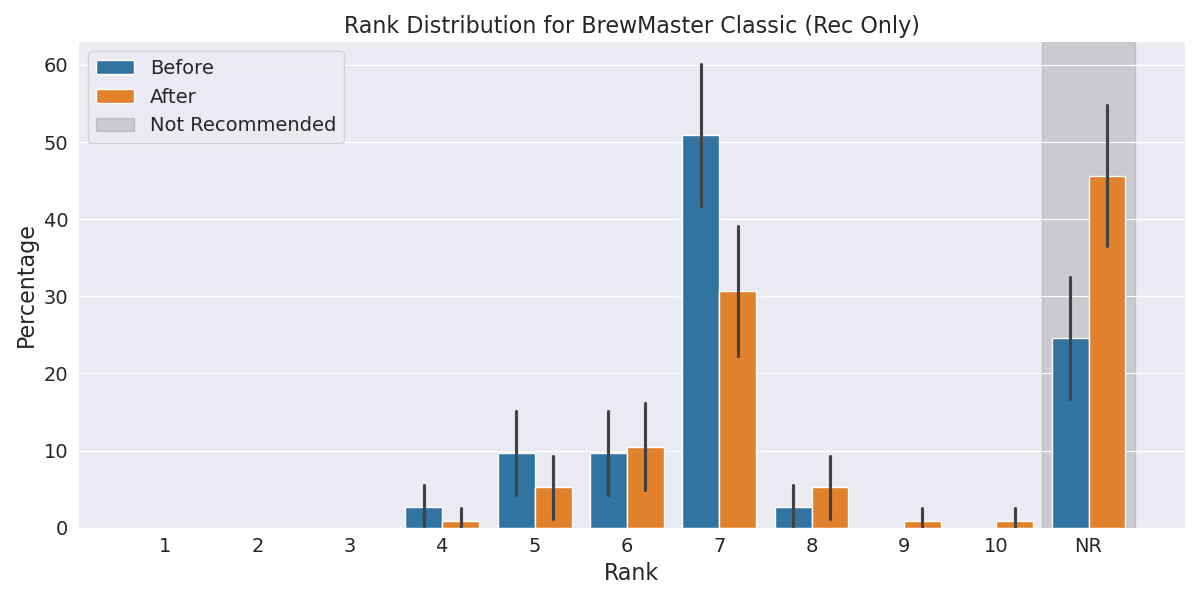 Rank Distribution for BrewMaster Classic (Rec Only)
Before
After
Not Recommended
Percentage
60
50
40
30
20
10
0
1 2 3 4 5 6 7 8 9 10 NR
Rank